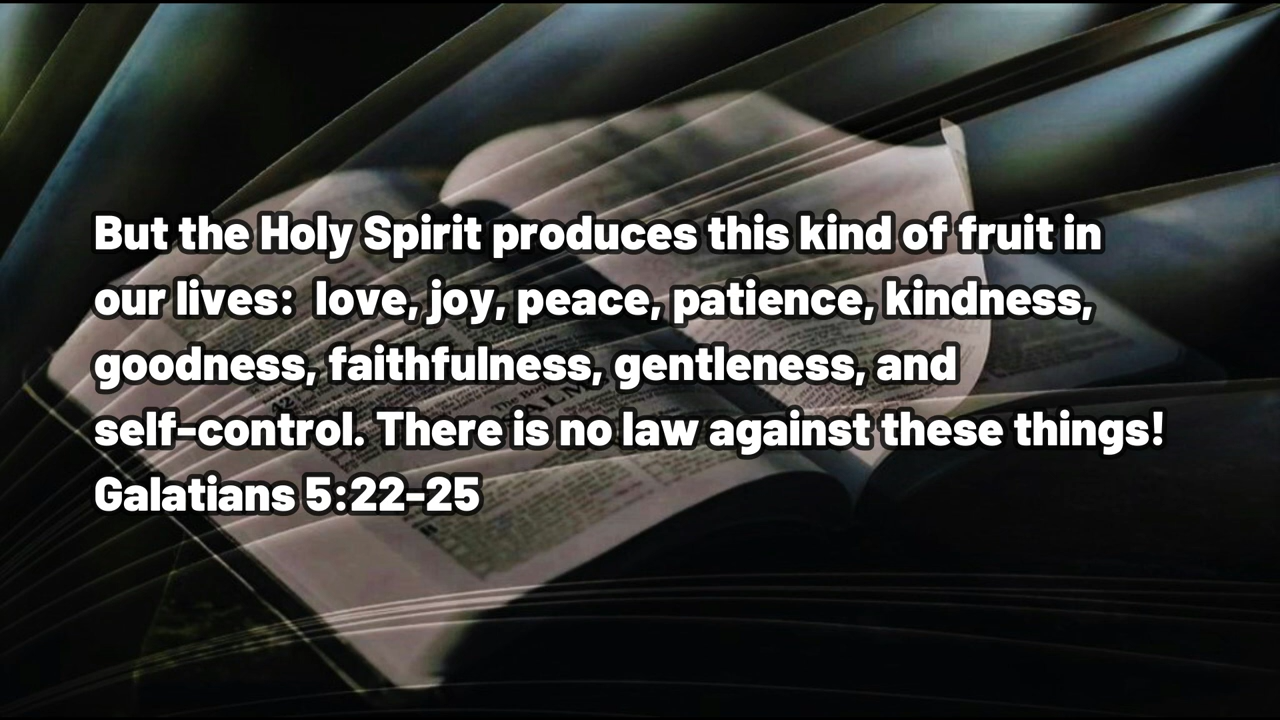 But the Holy Spirit produces this kind of fruit in
our lives:  love, joy, peace, patience, kindness,
goodness, faithfulness, gentleness, and
self-control. There is no law against these things!
Galatians 5:22-25